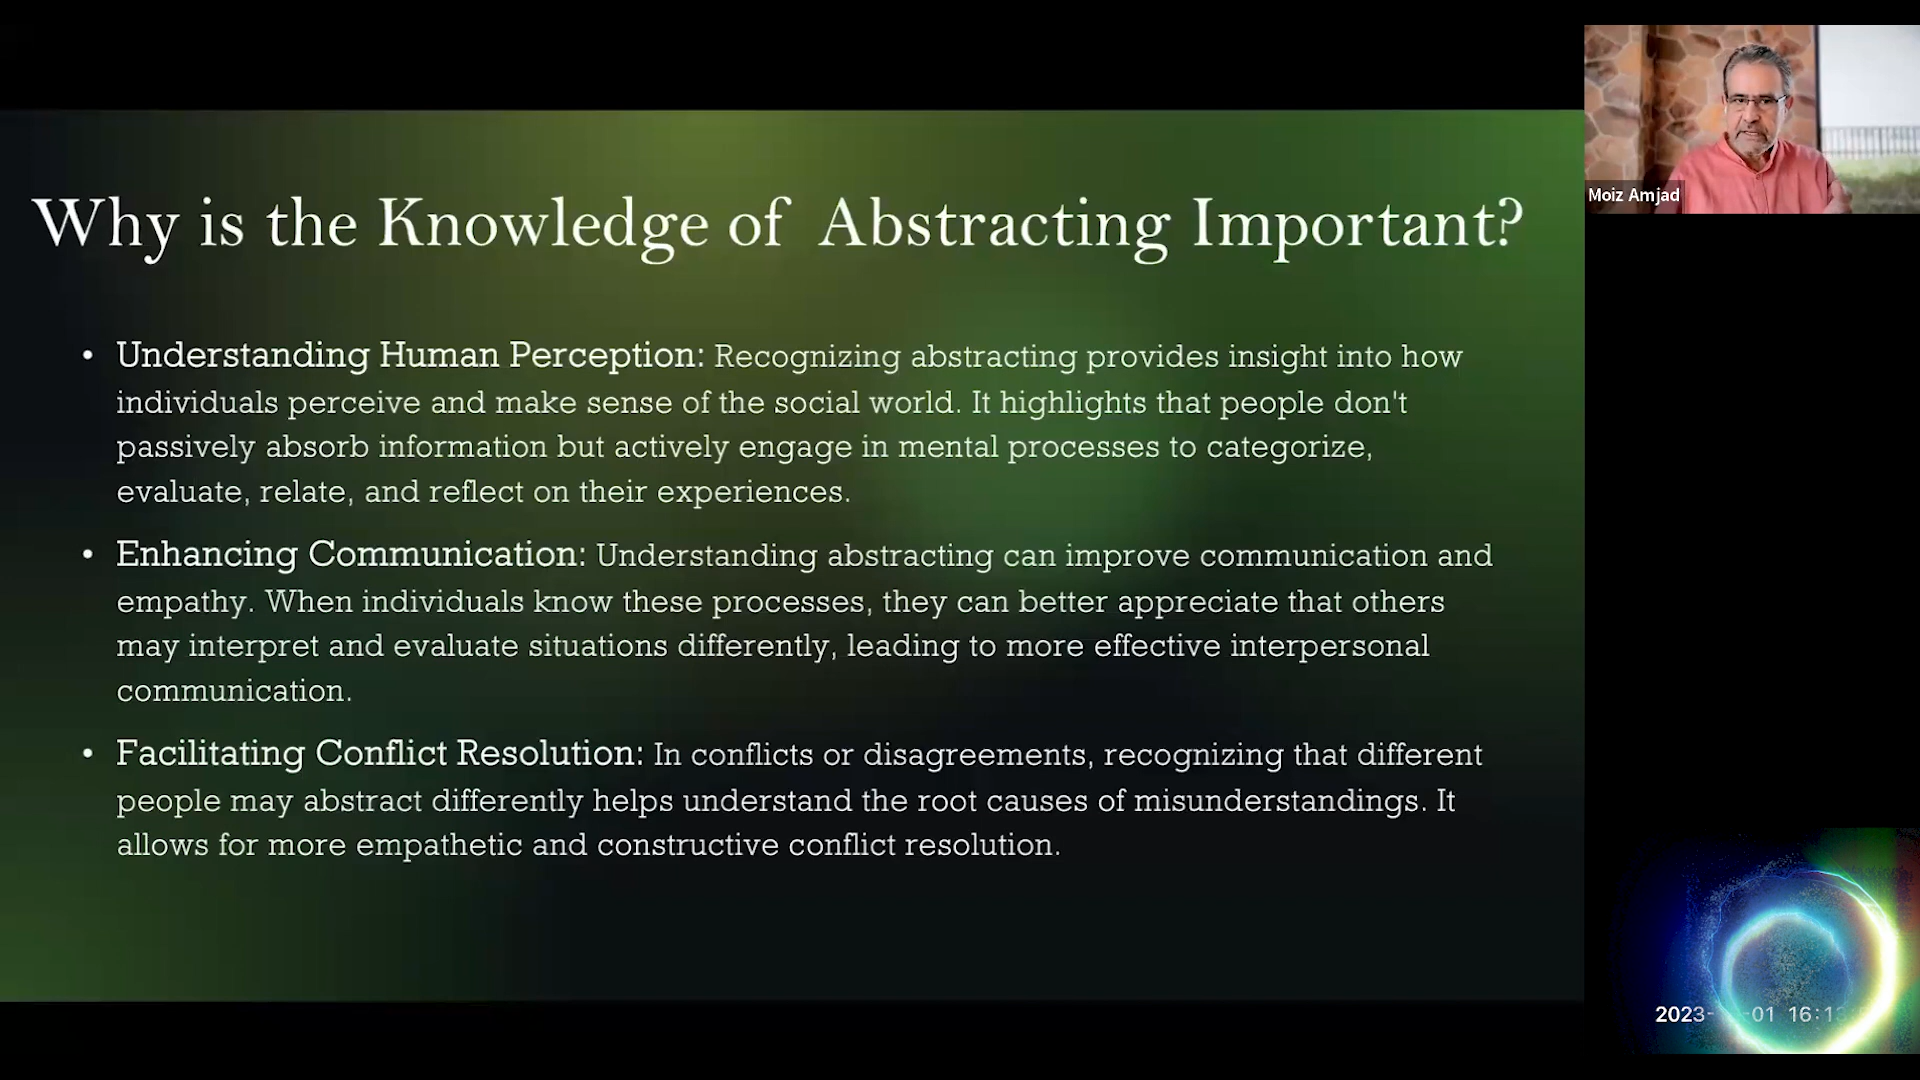 Why is the Knowledge of Abstracting Important?
• Understanding Human Perception: Recognizing abstracting provides insight into how
individuals perceive and make sense of the social world. It highlights that people don't
passively absorb information but actively engage in mental processes to categorize,
evaluate, relate, and reflect on their experiences.
• Enhancing Communication: Understanding abstracting can improve communication and
empathy. When individuals know these processes, they can better appreciate that others
may interpret and evaluate situations differently, leading to more effective interpersonal
communication.
• Facilitating Conflict Resolution: In conflicts or disagreements, recognizing that different
people may abstract differently helps understand the root causes of misunderstandings. It
allows for more empathetic and constructive conflict resolution.
Moiz Amjad
2023- -01 16:13